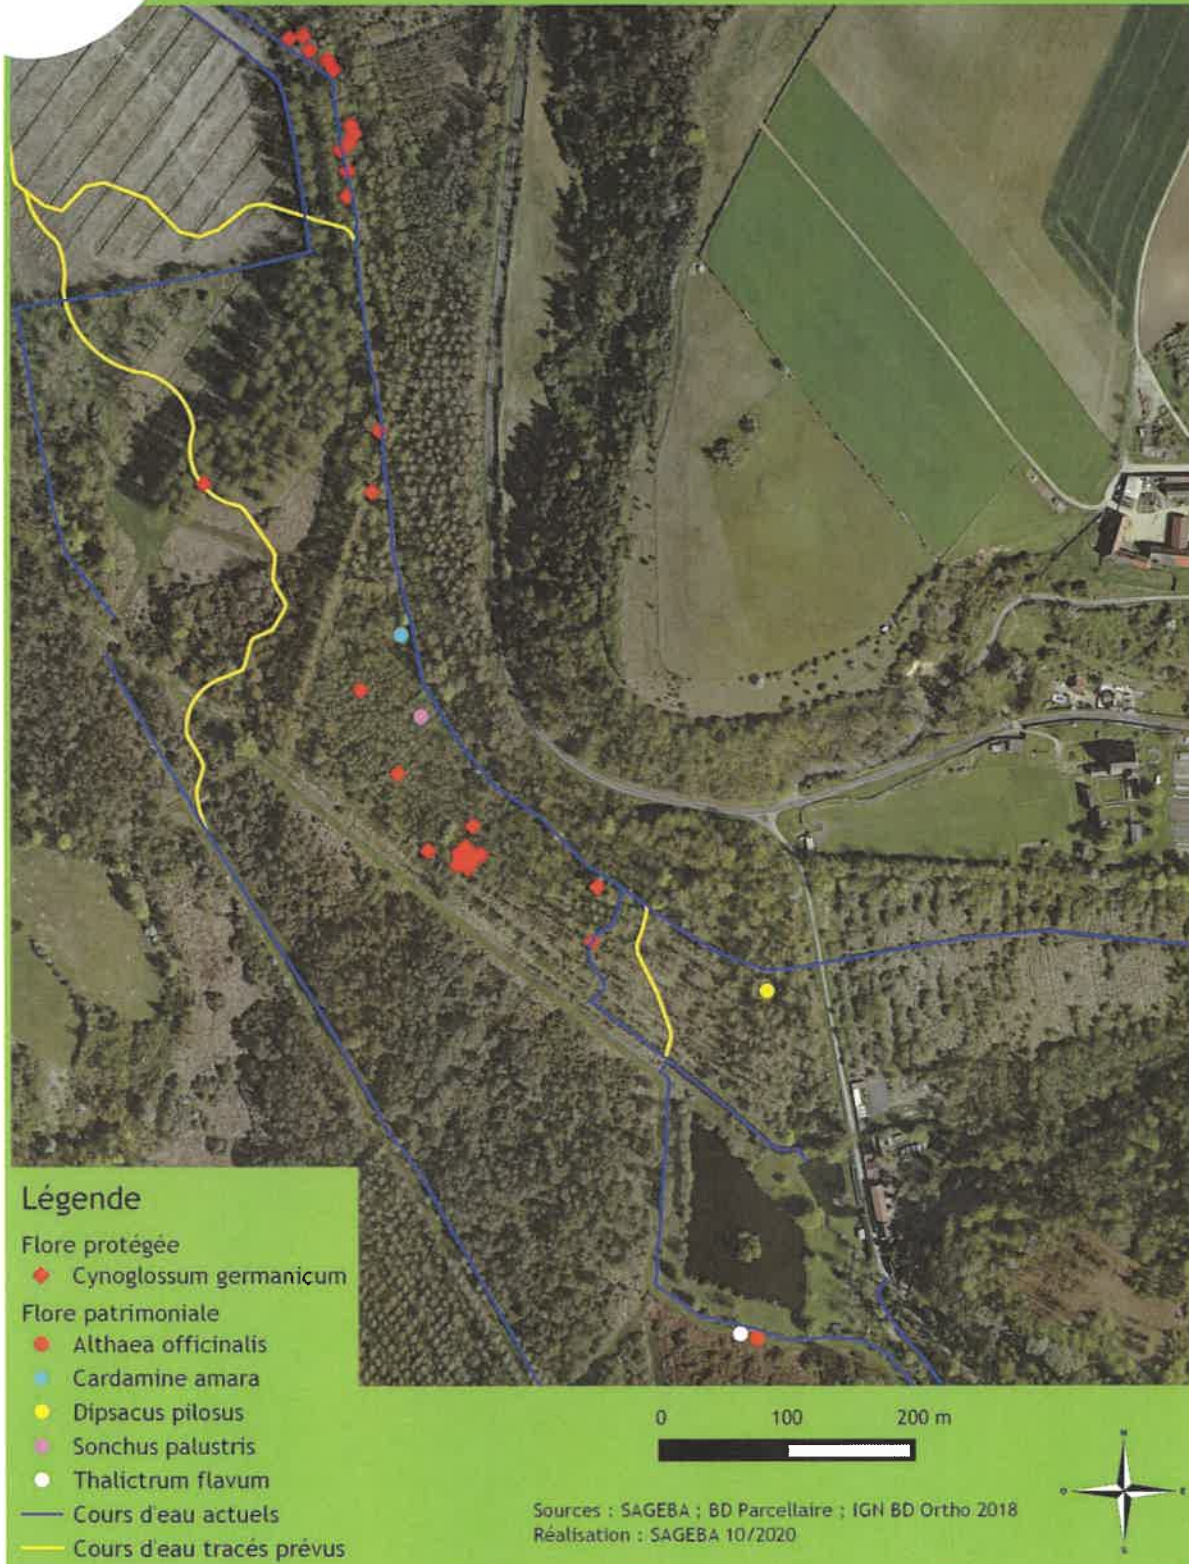 Légende
Flore protégée
Cynoglossum germanicum
Flore patrimoniale
Althaea officinalis
Cardamine amara
Dipsacus pilosus
Sonchus palustris
Thalictrum flavum
Cours d'eau actuels
Cours d'eau tracés prévus
0 100 200 m
Sources : SAGEBA ; BD Parcellaire ; IGN BD Ortho 2018
Réalisation : SAGEBA 10/2020
N
O E
S